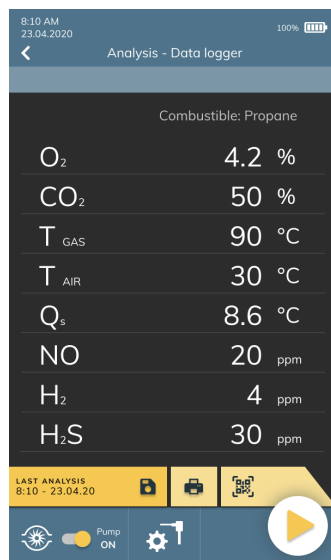 8:10 AM
23.04.2020
100%
Analysis - Data logger
Combustible: Propane
O₂ 4.2 %
CO₂ 50 %
T GAS 90 °C
T AIR 30 °C
Qs 8.6 °C
NO 20 ppm
H₂ 4 ppm
H₂S 30 ppm
LAST ANALYSIS
8:10 - 23.04.20
Pump
ON